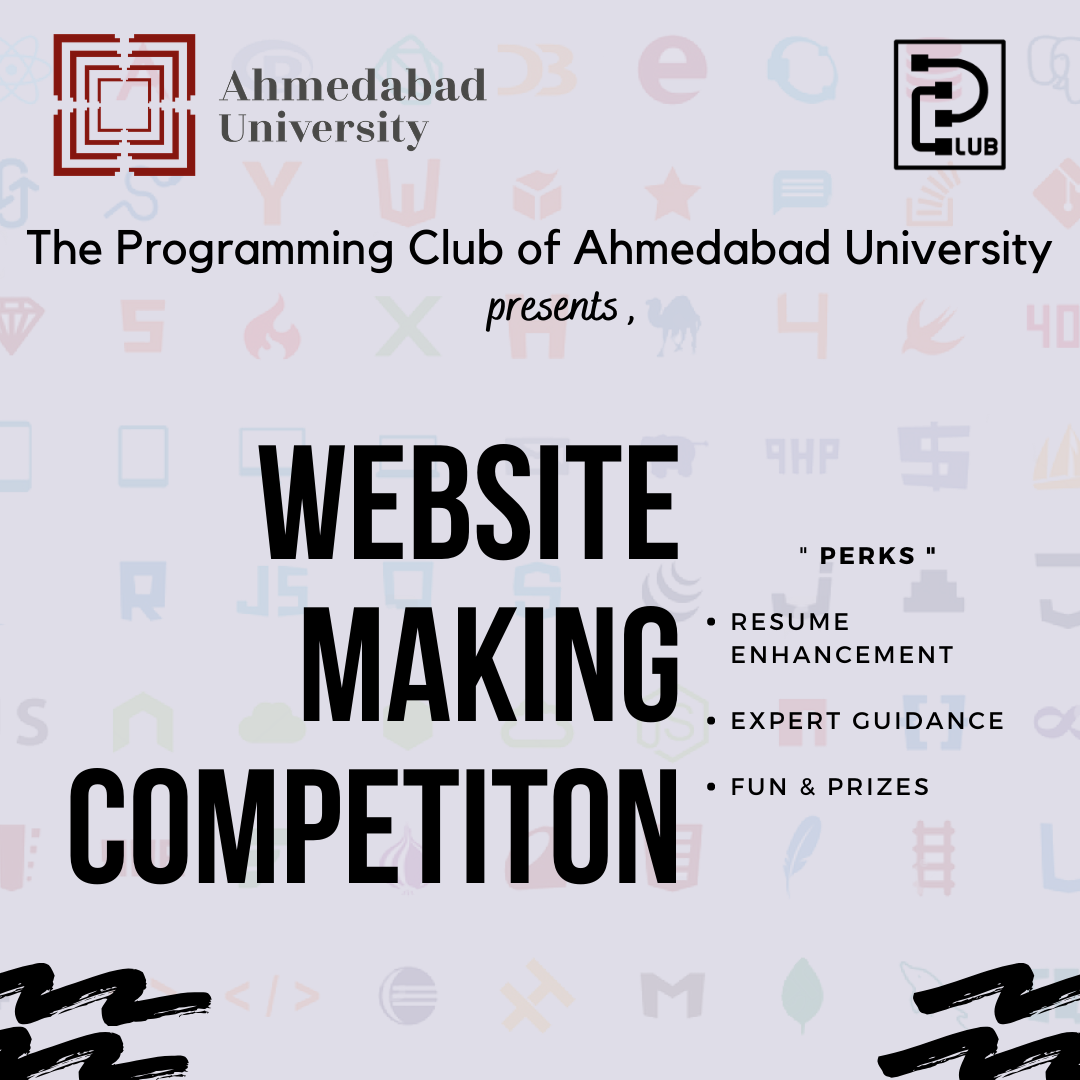 Ahmedabad
University
LUB
The Programming Club of Ahmedabad University
presents ,
WEBSITE
MAKING
COMPETITON
" PERKS "
• RESUME
ENHANCEMENT
• EXPERT GUIDANCE
• FUN & PRIZES